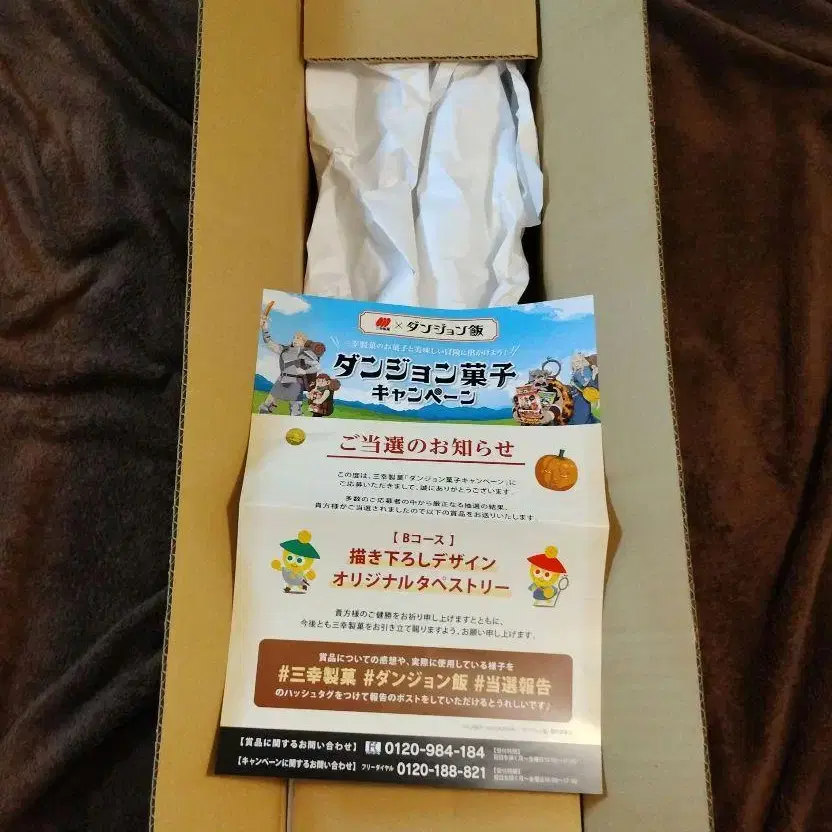 × ダンジョン飯
三幸製菓のお菓子と美味しい冒険に出かけよう!
ダンジョン菓子
キャンペーン
ご当選のお知らせ
この度は、三幸製菓「ダンジョン菓子キャンペーン」に
ご応募いただきまして、誠にありがとうございます。
多数のご応募者の中から厳正なる抽選の結果、
貴方様がご当選されましたので以下の賞品をお送りいたします。
【 Bコース 】
描き下ろしデザイン
オリジナルタペストリー
貴方様のご健勝をお祈り申し上げますとともに、
今後とも三幸製菓をお引き立て賜りますよう、お願い申し上げます。
賞品についての感想や、実際に使用している様子を
#三幸製菓 #ダンジョン飯 #当選報告
のハッシュタグをつけて報告のポストをしていただけるとうれしいです♪
【賞品に関するお問い合わせ】 0120-984-184 【受付時間】
【キャンペーンに関するお問い合わせ】 フリーダイヤル 0120-188-821 【受付時間】